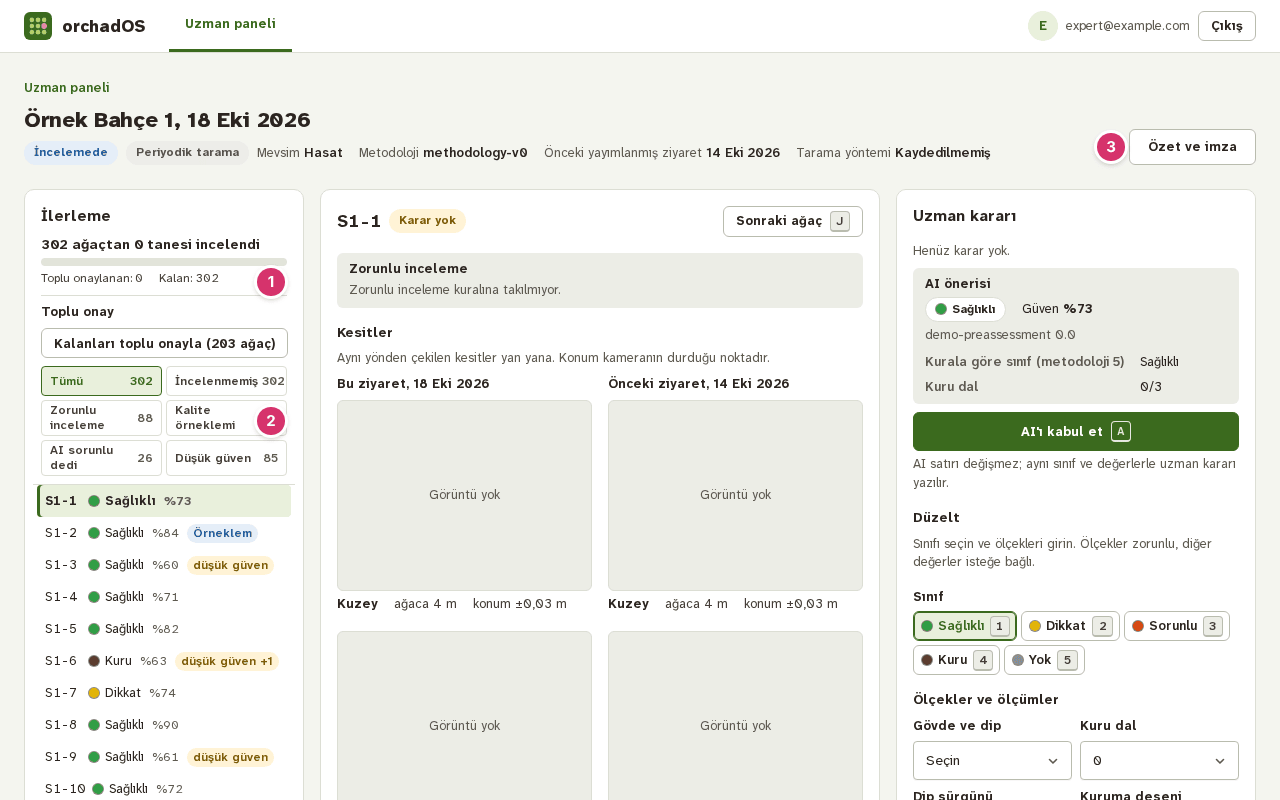 orchadOS
Uzman paneli
E expert@example.com Çıkış
Uzman paneli
Örnek Bahçe 1, 18 Eki 2026
İncelemede Periyodik tarama Mevsim Hasat Metodoloji methodology-v0 Önceki yayımlanmış ziyaret 14 Eki 2026 Tarama yöntemi Kaydedilmemiş
3 Özet ve imza
İlerleme
302 ağaçtan 0 tanesi incelendi
Toplu onaylanan: 0 Kalan: 302
1
Toplu onay
Kalanları toplu onayla (203 ağaç)
Tümü 302
İncelenmemiş 302
Zorunlu inceleme 88
Kalite örneklemi 2
AI sorunlu dedi 26
Düşük güven 85
S1-1 Sağlıklı %73
S1-2 Sağlıklı %84 Örneklem
S1-3 Sağlıklı %60 düşük güven
S1-4 Sağlıklı %71
S1-5 Sağlıklı %82
S1-6 Kuru %63 düşük güven +1
S1-7 Dikkat %74
S1-8 Sağlıklı %90
S1-9 Sağlıklı %61 düşük güven
S1-10 Sağlıklı %72
S1-1 Karar yok
Sonraki ağaç J
Zorunlu inceleme
Zorunlu inceleme kuralına takılmıyor.
Kesitler
Aynı yönden çekilen kesitler yan yana. Konum kameranın durduğu noktadır.
Bu ziyaret, 18 Eki 2026
Önceki ziyaret, 14 Eki 2026
Görüntü yok
Görüntü yok
Kuzey ağaca 4 m konum ±0,03 m
Kuzey ağaca 4 m konum ±0,03 m
Görüntü yok
Görüntü yok
Uzman kararı
Henüz karar yok.
AI önerisi
Sağlıklı Güven %73
demo-preassessment 0.0
Kurala göre sınıf (metodoloji 5) Sağlıklı
Kuru dal 0/3
AI'ı kabul et A
AI satırı değişmez; aynı sınıf ve değerlerle uzman kararı
yazılır.
Düzelt
Sınıfı seçin ve ölçekleri girin. Ölçekler zorunlu, diğer
değerler isteğe bağlı.
Sınıf
Sağlıklı 1 Dikkat 2 Sorunlu 3
Kuru 4 Yok 5
Ölçekler ve ölçümler
Gövde ve dip Kuru dal
Seçin 0
Dip sürgünü Kuruma deseni